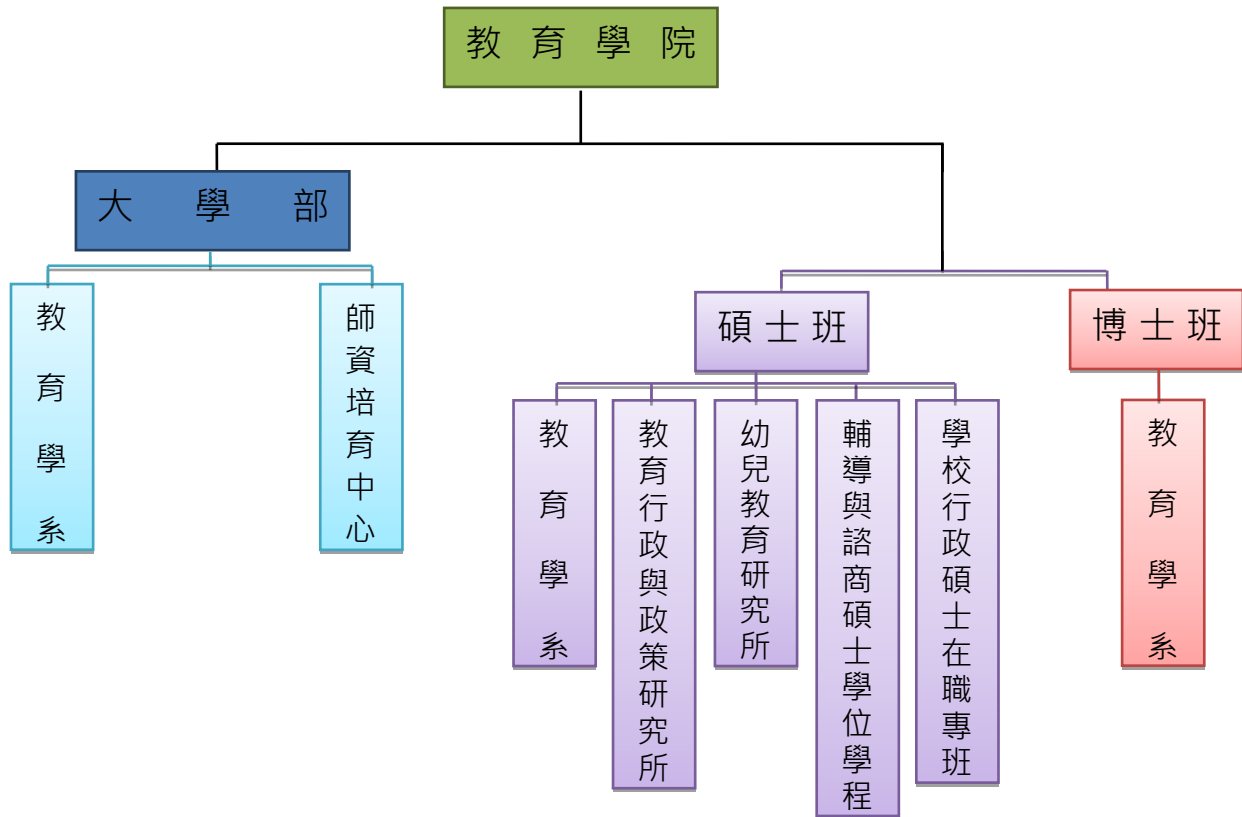 教育學院
大學部
教育學系
師資培育中心
碩士班
博士班
教育學系
教育行政與政策研究所
幼兒教育研究所
輔導與諮商碩士學位學程
學校行政碩士在職專班
教育學系